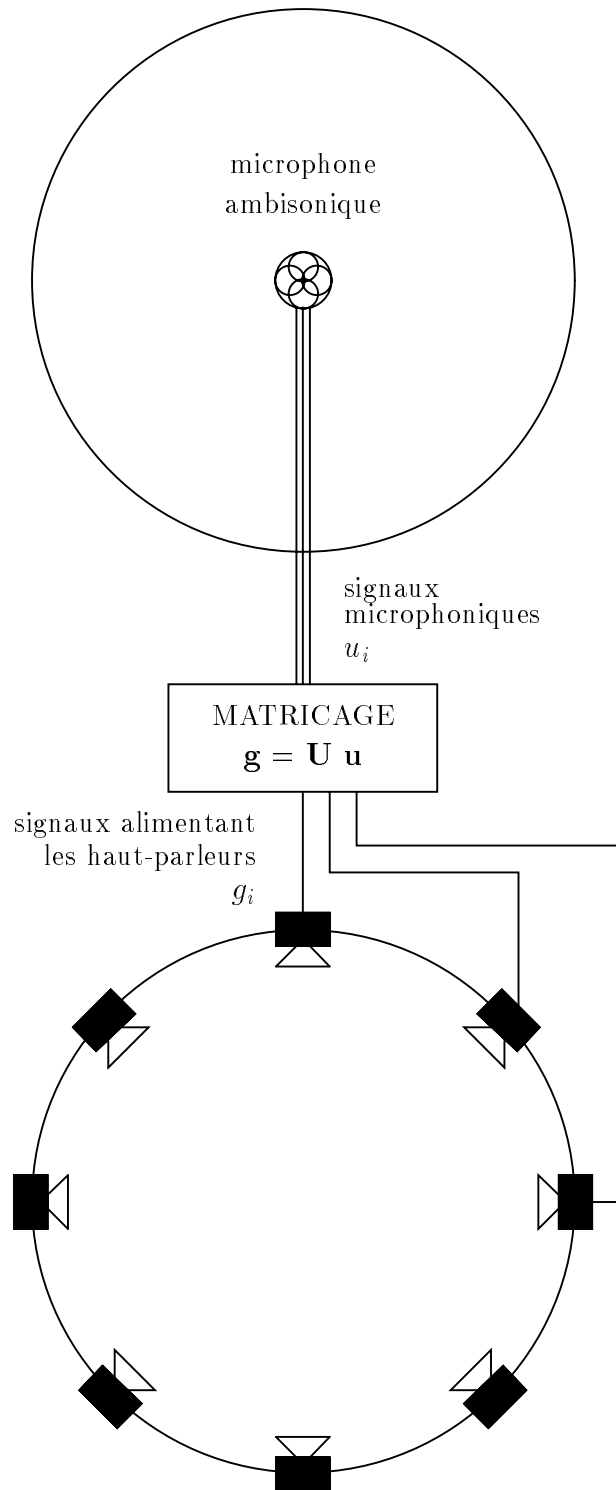 microphone
ambisonique
signaux
microphoniques
u_i
MATRICAGE
g = U u
signaux alimentant
les haut-parleurs
g_i